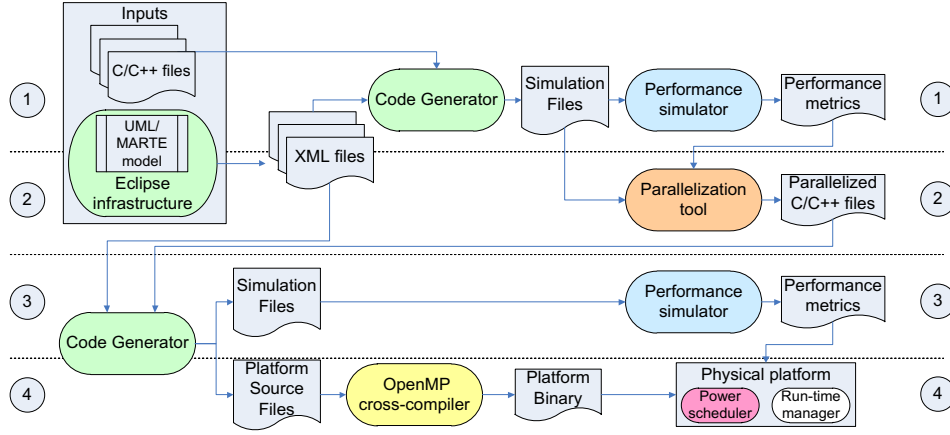 Inputs
C/C++ files
UML/
MARTE
model
Eclipse
infrastructure
XML files
Code Generator
Simulation
Files
Performance
simulator
Performance
metrics
1
1
2
2
Parallelization
tool
Parallelized
C/C++ files
3
3
Code Generator
Simulation
Files
Performance
simulator
Performance
metrics
4
4
Platform
Source
Files
OpenMP
cross-compiler
Platform
Binary
Physical platform
Power
scheduler
Run-time
manager